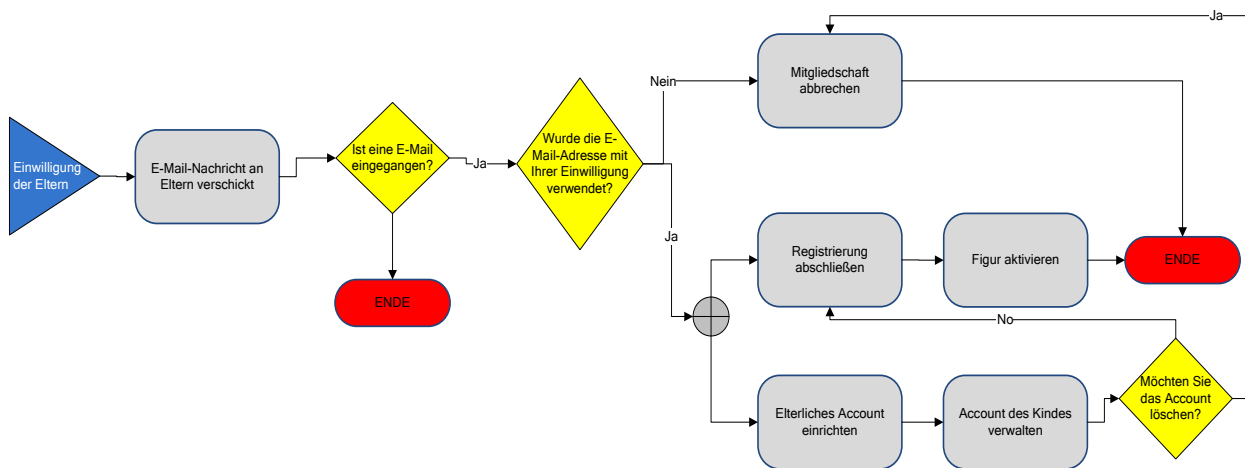 Einwilligung
der Eltern
E-Mail-Nachricht an
Eltern verschickt
Ist eine E-Mail
eingegangen?
Ja
ENDE
Wurde die E-
Mail-Adresse mit
Ihrer Einwilligung
verwendet?
Nein
Ja
Mitgliedschaft
abbrechen
Ja
Registrierung
abschließen
Figur aktivieren
ENDE
No
Elterliches Account
einrichten
Account des Kindes
verwalten
Möchten Sie
das Account
löschen?